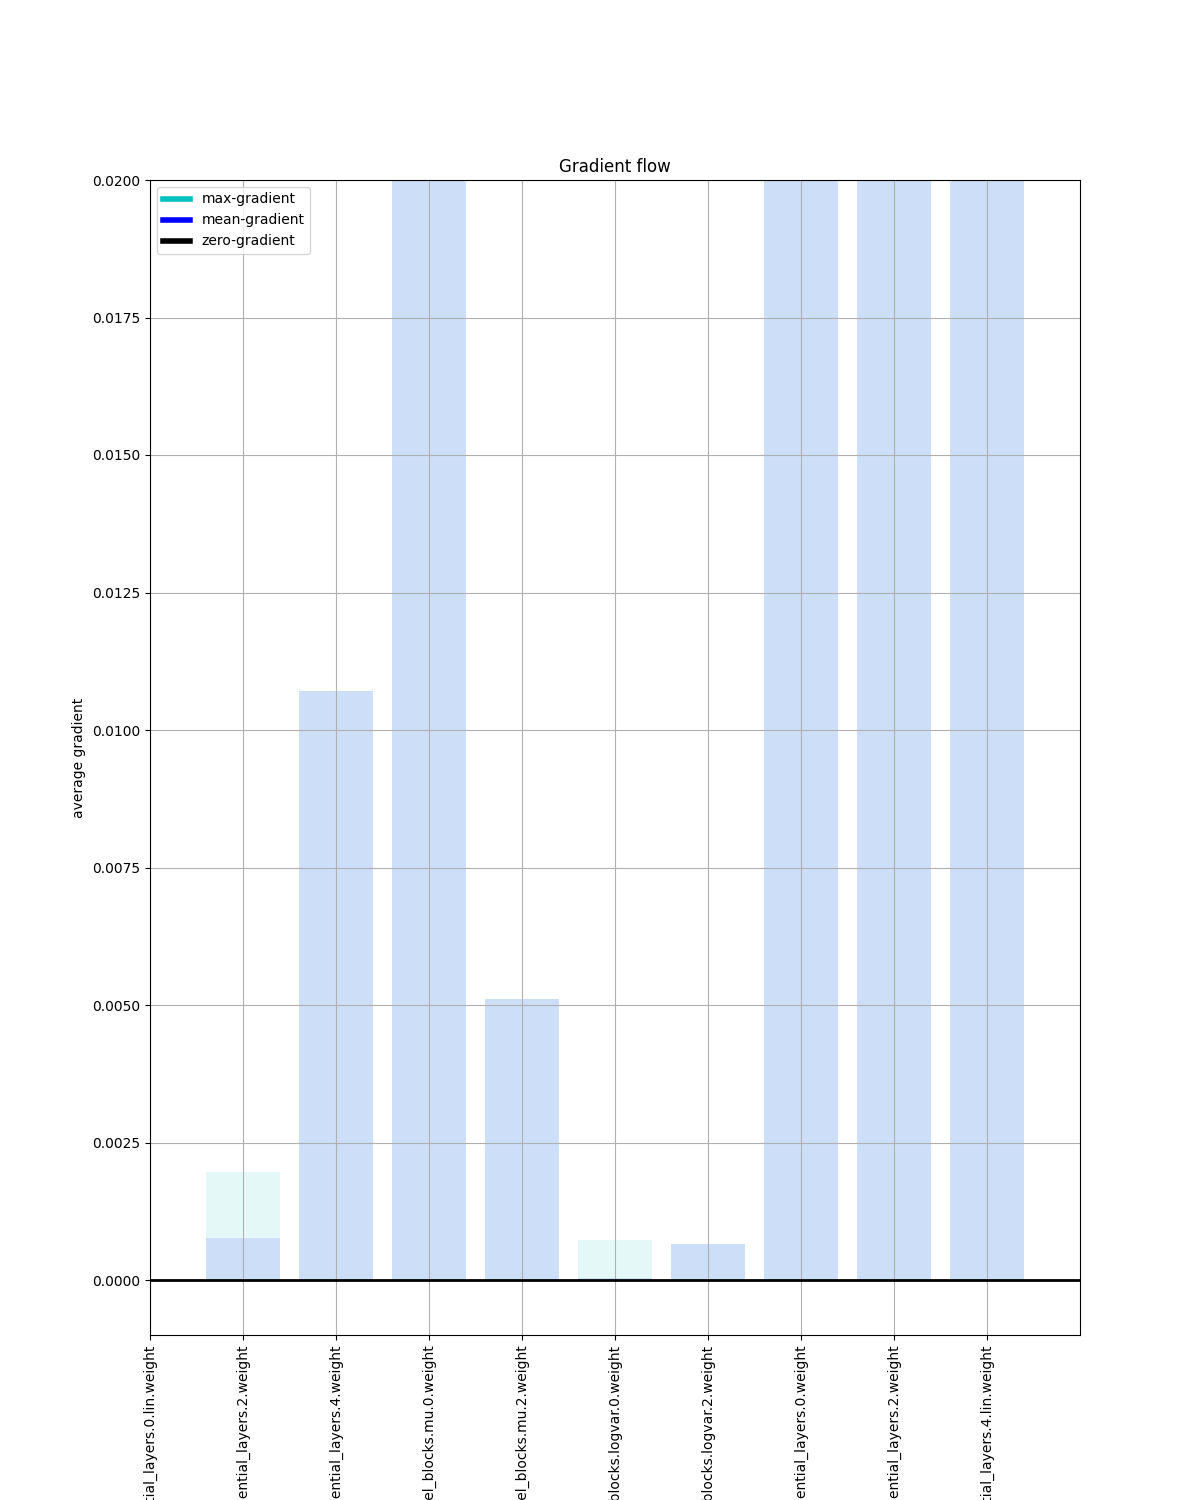 Gradient flow
max-gradient
mean-gradient
zero-gradient
0.0200
0.0175
0.0150
0.0125
0.0100
0.0075
0.0050
0.0025
0.0000
average gradient
tial_layers.0.lin.weight
ential_layers.2.weight
ential_layers.4.weight
el_blocks.mu.0.weight
el_blocks.mu.2.weight
blocks.logvar.0.weight
blocks.logvar.2.weight
ential_layers.0.weight
ential_layers.2.weight
tial_layers.4.lin.weight